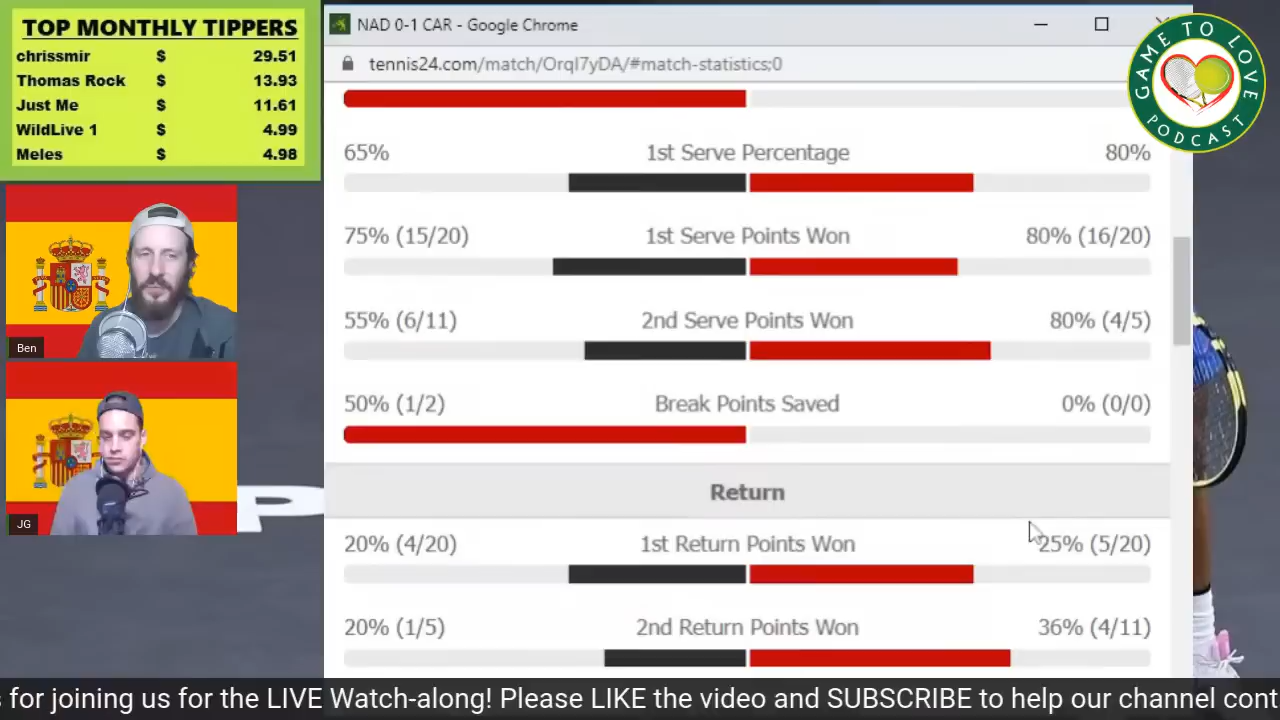 TOP MONTHLY TIPPERS
chrissmir $ 29.51
Thomas Rock $ 13.93
Just Me $ 11.61
WildLive 1 $ 4.99
Meles $ 4.98
NAD 0-1 CAR - Google Chrome
tennis24.com/match/OrqI7yDA/#match-statistics;0
GAME TO LOVE
PODCAST
65% 1st Serve Percentage 80%
75% (15/20) 1st Serve Points Won 80% (16/20)
55% (6/11) 2nd Serve Points Won 80% (4/5)
50% (1/2) Break Points Saved 0% (0/0)
Return
20% (4/20) 1st Return Points Won 25% (5/20)
20% (1/5) 2nd Return Points Won 36% (4/11)
Ben
JG
P
s for joining us for the LIVE Watch-along! Please LIKE the video and SUBSCRIBE to help our channel cont